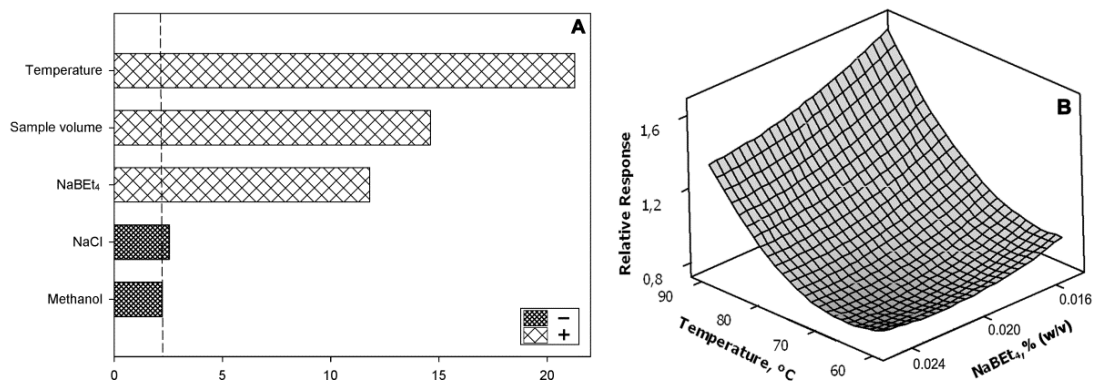 A
Temperature
Sample volume
NaBEt₄
NaCl
Methanol
−
+
0
5
10
15
20
B
Relative Response
1,6
1,2
0,8
90
80
70
60
Temperature, ºC
0.024
0.020
0.016
NaBEt₄, % (w/v)